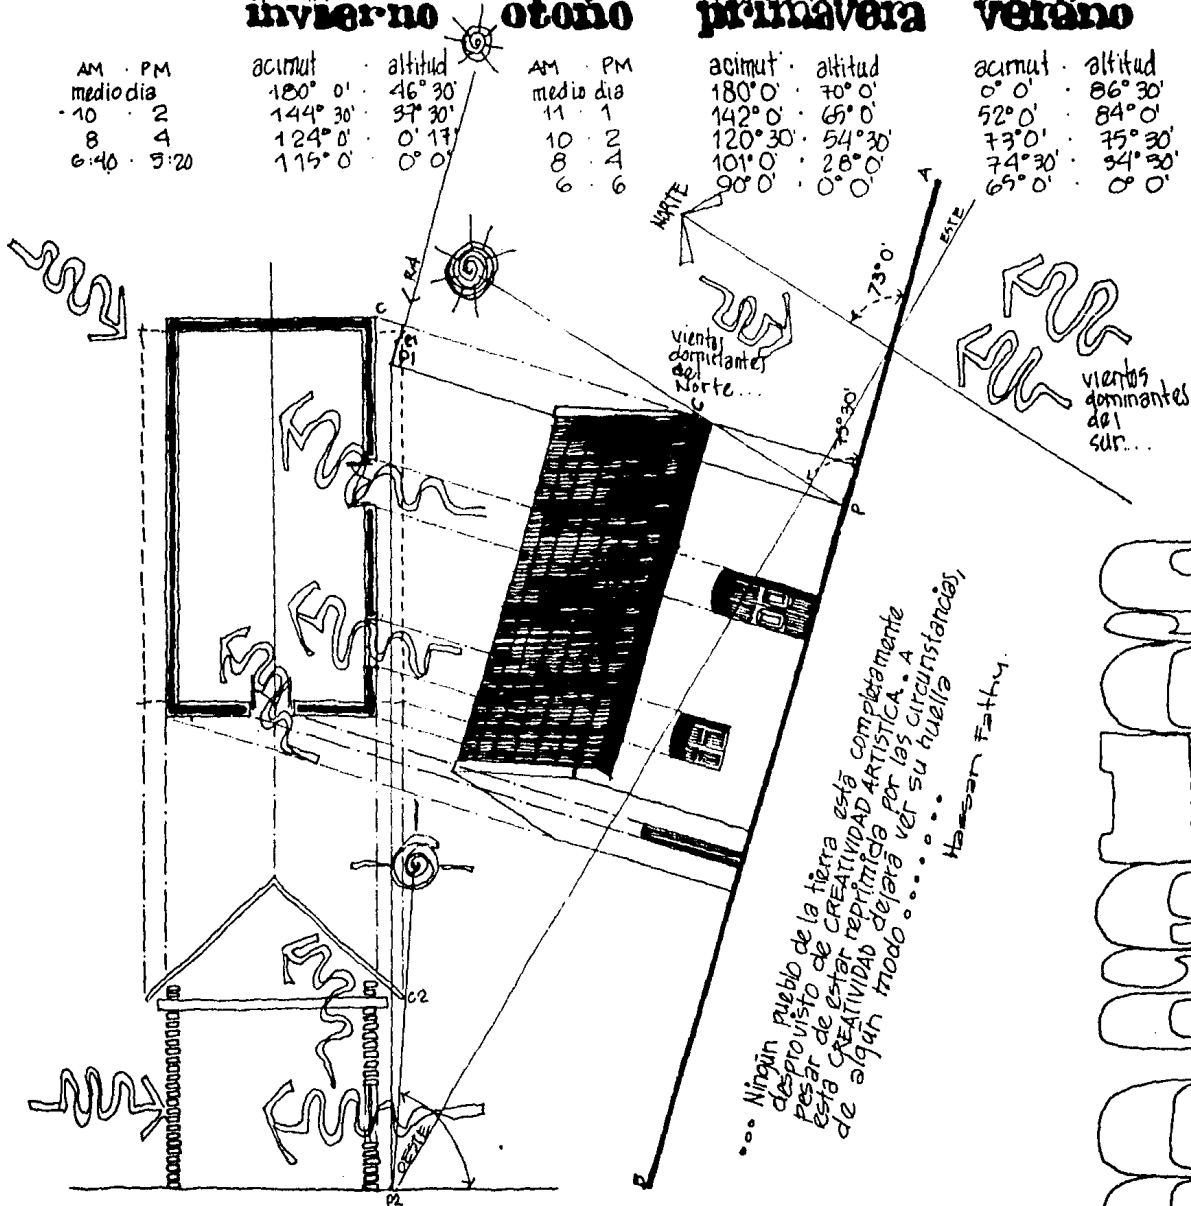 invierno otoño primavera verano
AM · PM acimut · altitud AM · PM acimut · altitud acimut · altitud
medio dia 180° 0' · 46° 30' medio dia 180° 0' · 70° 0' 0° 0' · 86° 30'
10 · 2 144° 30' · 37° 30' 11 · 1 142° 0' · 65° 0' 52° 0' · 84° 0'
8 4 124° 0' · 0° 17' 10 · 2 120° 30' · 54° 30' 73° 0' · 75° 30'
6:40 · 5:20 115° 0' · 0° 0' 8 · 4 101° 0' · 28° 0' 74° 30' · 34° 30'
6 · 6 90° 0' · 0° 0' 65° 0' · 0° 0'
A
NORTE
ESTE
RA
73° 0'
C
P1
vientos
dominantes
del
Norte...
vientos
dominantes
del
sur....
C
75° 30'
P
... Ningún pueblo de la tierra está completamente
desprovisto de CREATIVIDAD ARTISTICA. A
pesar de estar reprimida por las circunstancias,
esta CREATIVIDAD dejará ver su huella
de algún modo........
Hassan Fathy.
C2
OESTE
P2